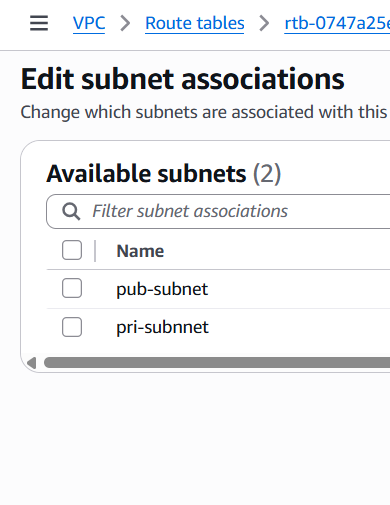 VPC > Route tables > rtb-0747a25e
Edit subnet associations
Change which subnets are associated with this
Available subnets (2)
Filter subnet associations
Name
pub-subnet
pri-subnnet